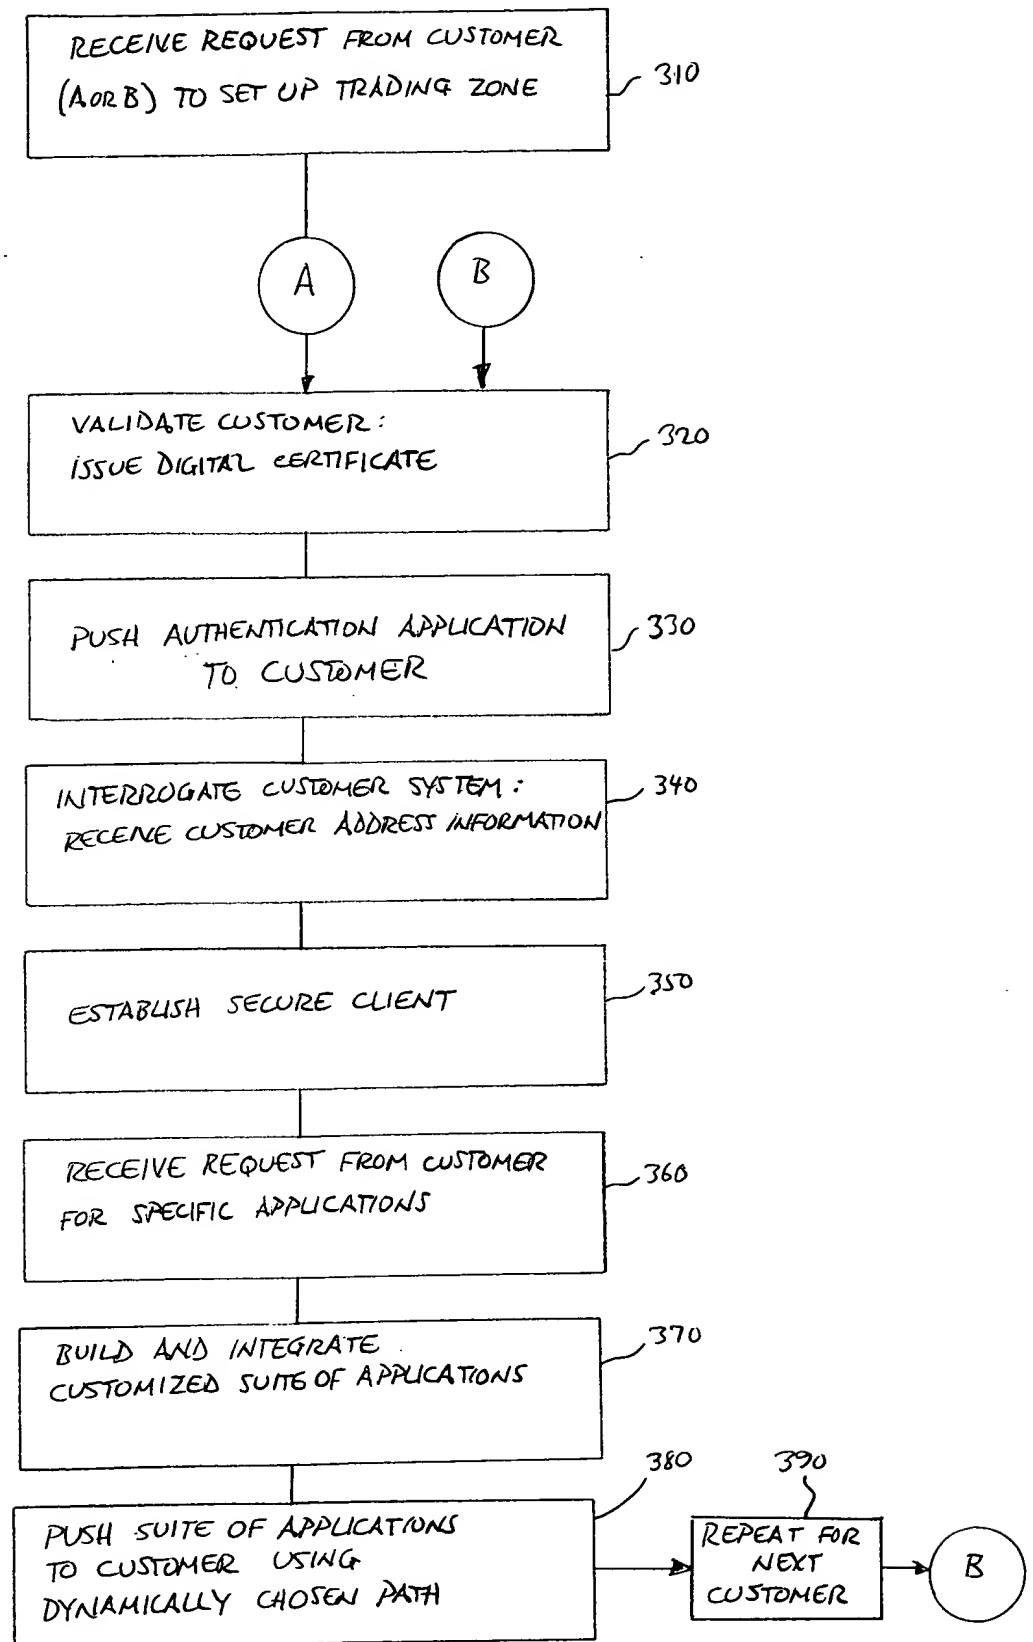 RECEIVE REQUEST FROM CUSTOMER
(A OR B) TO SET UP TRADING ZONE
310
A
B
VALIDATE CUSTOMER:
ISSUE DIGITAL CERTIFICATE
320
PUSH AUTHENTICATION APPLICATION
TO CUSTOMER
330
INTERROGATE CUSTOMER SYSTEM:
RECEIVE CUSTOMER ADDRESS INFORMATION
340
ESTABLISH SECURE CLIENT
350
RECEIVE REQUEST FROM CUSTOMER
FOR SPECIFIC APPLICATIONS
360
BUILD AND INTEGRATE
CUSTOMIZED SUITE OF APPLICATIONS
370
PUSH SUITE OF APPLICATIONS
TO CUSTOMER USING
DYNAMICALLY CHOSEN PATH
380
REPEAT FOR
NEXT
CUSTOMER
390
B